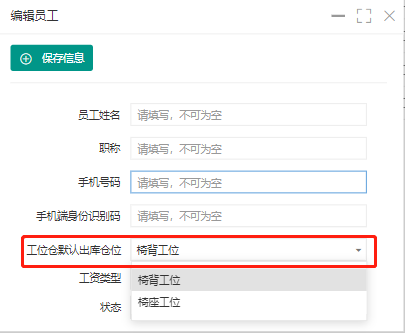 编辑员工
保存信息
员工姓名 请填写，不可为空
职称 请填写，不可为空
手机号码 请填写，不可为空
手机端身份识别码 请填写，不可为空
工位仓默认出库仓位 椅背工位
工资类型 椅背工位
状态 椅座工位